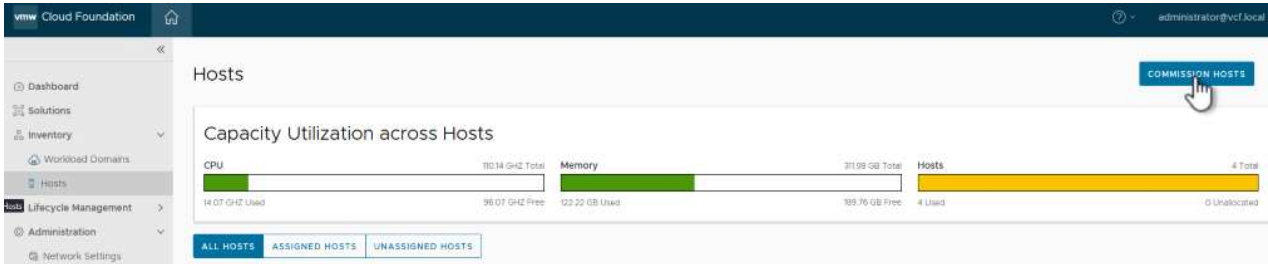 vmw Cloud Foundation
administrator@vcf.local
Dashboard
Solutions
Inventory
Workload Domains
Hosts
Hosts
Lifecycle Management
Administration
Network Settings
Hosts
COMMISSION HOSTS
Capacity Utilization across Hosts
CPU 110.14 GHZ Total
14.07 GHZ Used 96.07 GHZ Free
Memory 311.98 GB Total
122.22 GB Used 189.76 GB Free
Hosts 4 Total
4 Used 0 Unallocated
ALL HOSTS ASSIGNED HOSTS UNASSIGNED HOSTS